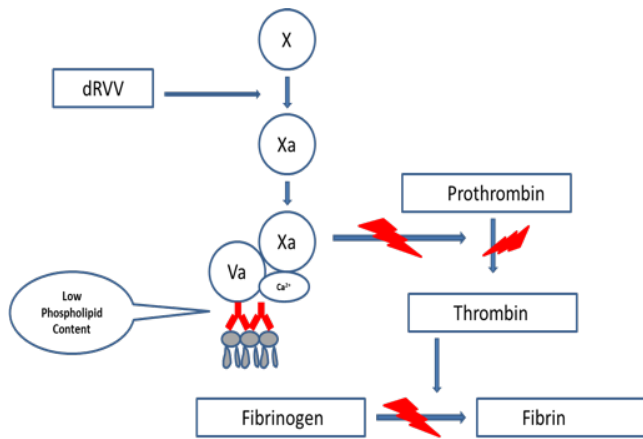 X
dRVV
Xa
Prothrombin
Xa
Va
Ca²⁺
Low
Phospholipid
Content
Thrombin
Fibrinogen
Fibrin